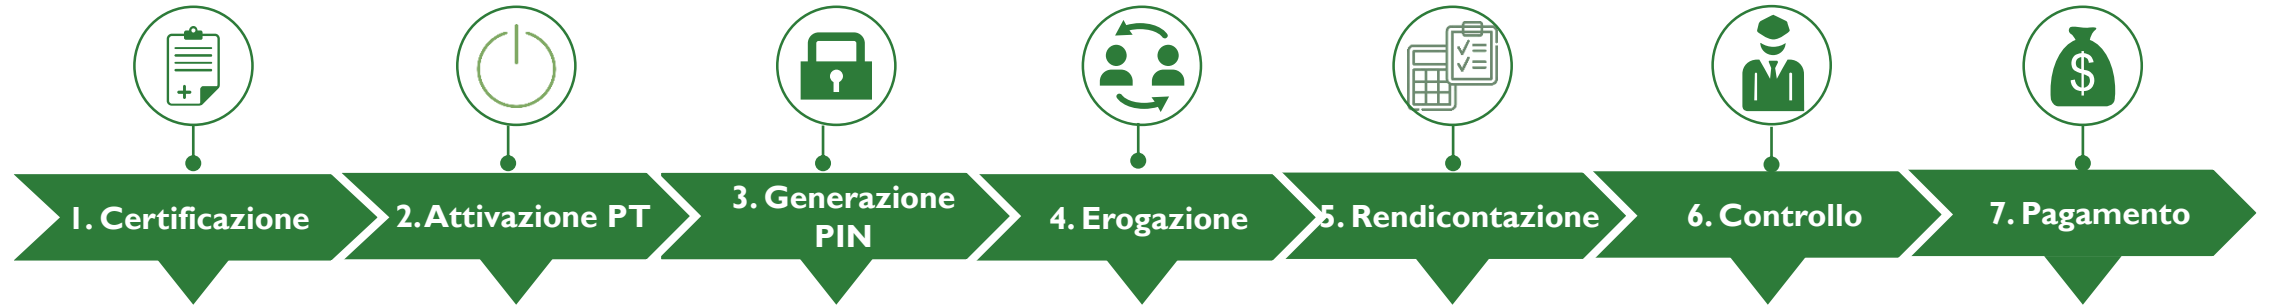 1. Certificazione
2. Attivazione PT
3. Generazione
PIN
4. Erogazione
5. Rendicontazione
6. Controllo
7. Pagamento
$